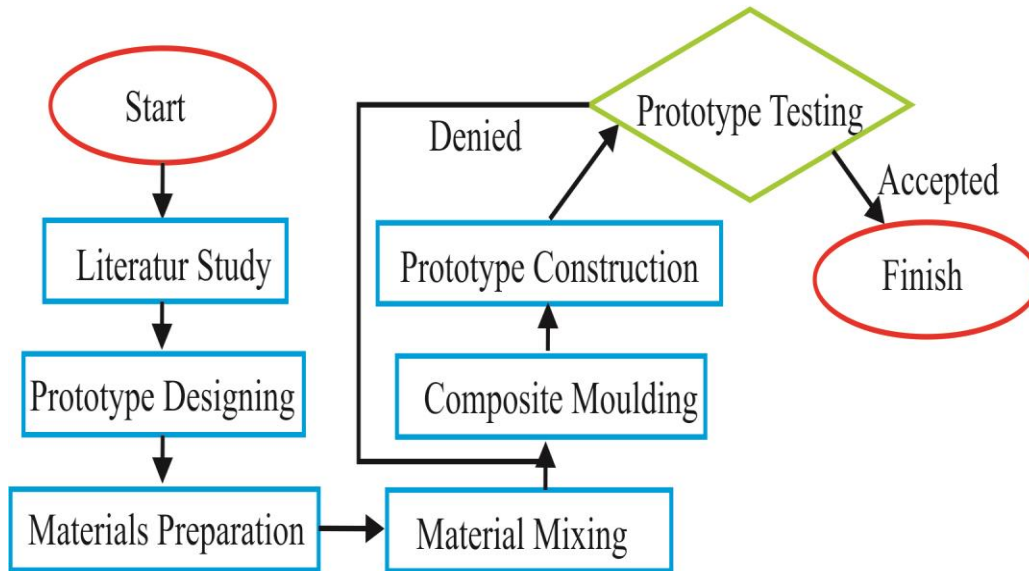 Start
Literatur Study
Prototype Designing
Materials Preparation
Material Mixing
Composite Moulding
Prototype Construction
Prototype Testing
Denied
Accepted
Finish